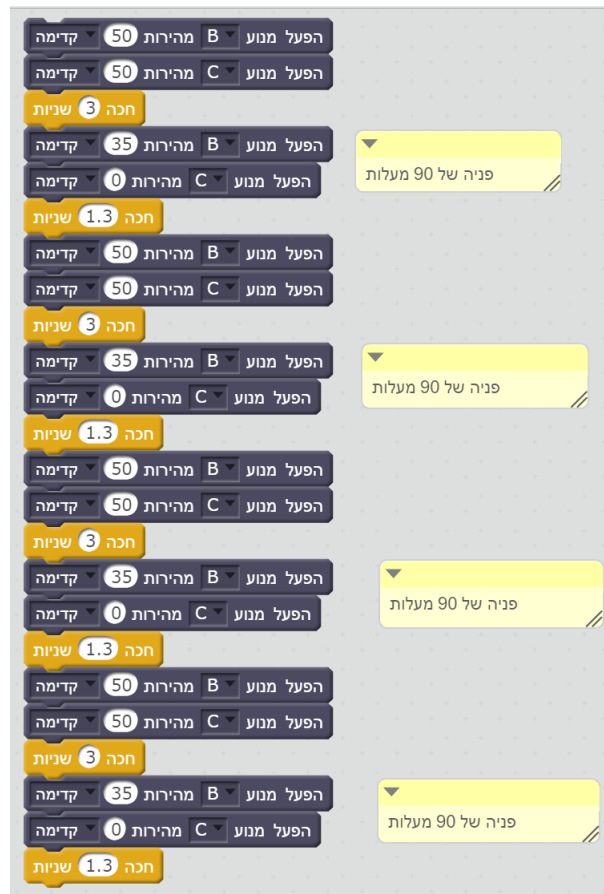 הפעל מנוע B מהירות 50 קדימה
הפעל מנוע C מהירות 50 קדימה
חכה 3 שניות
הפעל מנוע B מהירות 35 קדימה
הפעל מנוע C מהירות 0 קדימה
פניה של 90 מעלות
חכה 1.3 שניות
הפעל מנוע B מהירות 50 קדימה
הפעל מנוע C מהירות 50 קדימה
חכה 3 שניות
הפעל מנוע B מהירות 35 קדימה
הפעל מנוע C מהירות 0 קדימה
פניה של 90 מעלות
חכה 1.3 שניות
הפעל מנוע B מהירות 50 קדימה
הפעל מנוע C מהירות 50 קדימה
חכה 3 שניות
הפעל מנוע B מהירות 35 קדימה
הפעל מנוע C מהירות 0 קדימה
פניה של 90 מעלות
חכה 1.3 שניות
הפעל מנוע B מהירות 50 קדימה
הפעל מנוע C מהירות 50 קדימה
חכה 3 שניות
הפעל מנוע B מהירות 35 קדימה
הפעל מנוע C מהירות 0 קדימה
פניה של 90 מעלות
חכה 1.3 שניות